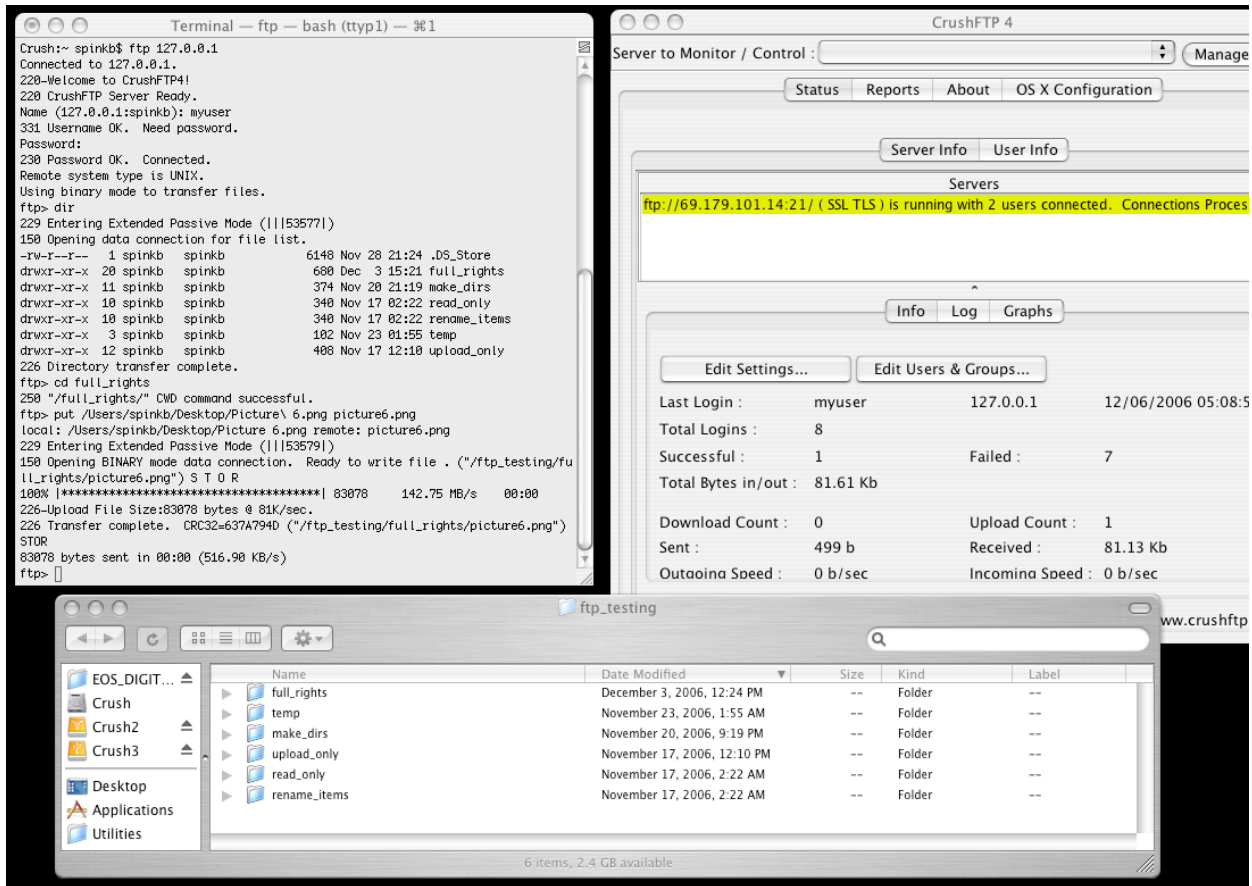 Terminal — ftp — bash (ttyp1) — ⌘1
Crush:~ spinkb$ ftp 127.0.0.1
Connected to 127.0.0.1.
220-Welcome to CrushFTP4!
220 CrushFTP Server Ready.
Name (127.0.0.1:spinkb): myuser
331 Username OK.  Need password.
Password:
230 Password OK.  Connected.
Remote system type is UNIX.
Using binary mode to transfer files.
ftp> dir
229 Entering Extended Passive Mode (|||53577|)
150 Opening data connection for file list.
-rw-r--r--   1 spinkb   spinkb   6148 Nov 28 21:24 .DS_Store
drwxr-xr-x  20 spinkb   spinkb   680 Dec  3 15:21 full_rights
drwxr-xr-x  11 spinkb   spinkb   374 Nov 20 21:19 make_dirs
drwxr-xr-x  10 spinkb   spinkb   340 Nov 17 02:22 read_only
drwxr-xr-x  10 spinkb   spinkb   340 Nov 17 02:22 rename_items
drwxr-xr-x   3 spinkb   spinkb   102 Nov 23 01:55 temp
drwxr-xr-x  12 spinkb   spinkb   408 Nov 17 12:10 upload_only
226 Directory transfer complete.
ftp> cd full_rights
250 "/full_rights/" CWD command successful.
ftp> put /Users/spinkb/Desktop/Picture\ 6.png picture6.png
local: /Users/spinkb/Desktop/Picture 6.png remote: picture6.png
229 Entering Extended Passive Mode (|||53579|)
150 Opening BINARY mode data connection.  Ready to write file . ("/ftp_testing/fu
ll_rights/picture6.png") S T O R
100% |**************************************| 83078   142.75 MB/s   00:00
226-Upload File Size:83078 bytes @ 81K/sec.
226 Transfer complete.  CRC32=637A794D ("/ftp_testing/full_rights/picture6.png")
STOR
83078 bytes sent in 00:00 (516.90 KB/s)
ftp>
CrushFTP 4
Server to Monitor / Control : Manage
Status Reports About OS X Configuration
Server Info User Info
Servers
ftp://69.179.101.14:21/ ( SSL TLS ) is running with 2 users connected.  Connections Proces
Info Log Graphs
Edit Settings... Edit Users & Groups...
Last Login : myuser 127.0.0.1 12/06/2006 05:08:5
Total Logins : 8
Successful : 1 Failed : 7
Total Bytes in/out : 81.61 Kb
Download Count : 0 Upload Count : 1
Sent : 499 b Received : 81.13 Kb
Outgoing Speed : 0 b/sec Incoming Speed : 0 b/sec
ww.crushftp
ftp_testing
EOS_DIGIT...
Crush
Crush2
Crush3
Desktop
Applications
Utilities
Name Date Modified Size Kind Label
full_rights December 3, 2006, 12:24 PM -- Folder --
temp November 23, 2006, 1:55 AM -- Folder --
make_dirs November 20, 2006, 9:19 PM -- Folder --
upload_only November 17, 2006, 12:10 PM -- Folder --
read_only November 17, 2006, 2:22 AM -- Folder --
rename_items November 17, 2006, 2:22 AM -- Folder --
6 items, 2.4 GB available